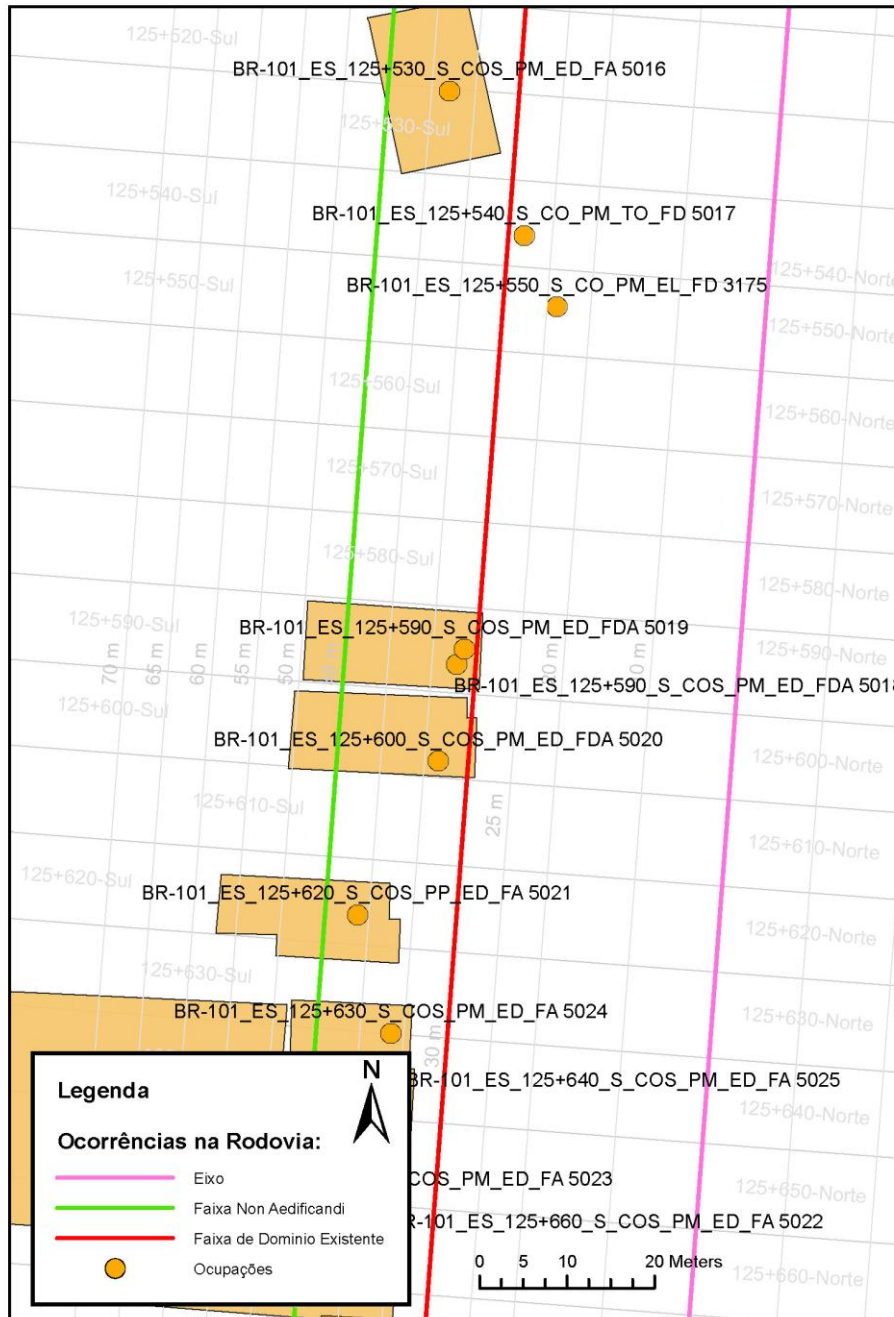 125+520-Sul
BR-101_ES_125+530_S_COS_PM_ED_FA 5016
125+530-Sul
125+540-Sul
BR-101_ES_125+540_S_CO_PM_TO_FD 5017
125+550-Sul
125+540-Norte
BR-101_ES_125+550_S_CO_PM_EL_FD 3175
125+550-Norte
125+560-Sul
125+560-Norte
125+570-Sul
125+570-Norte
125+580-Sul
125+580-Norte
125+590-Sul
BR-101_ES_125+590_S_COS_PM_ED_FDA 5019
125+590-Norte
70 m
65 m
60 m
55 m
50 m
BR-101_ES_125+590_S_COS_PM_ED_FDA 5018
125+600-Sul
BR-101_ES_125+600_S_COS_PM_ED_FDA 5020
125+600-Norte
125+610-Sul
25 m
125+610-Norte
125+620-Sul
BR-101_ES_125+620_S_COS_PP_ED_FA 5021
125+620-Norte
125+630-Sul
BR-101_ES_125+630_S_COS_PM_ED_FA 5024
125+630-Norte
30 m
BR-101_ES_125+640_S_COS_PM_ED_FA 5025
125+640-Norte
COS_PM_ED_FA 5023
125+650-Norte
R-101_ES_125+660_S_COS_PM_ED_FA 5022
125+660-Norte
Legenda
N
Ocorrências na Rodovia:
Eixo
Faixa Non Aedificandi
Faixa de Dominio Existente
Ocupações
0 5 10 20 Meters